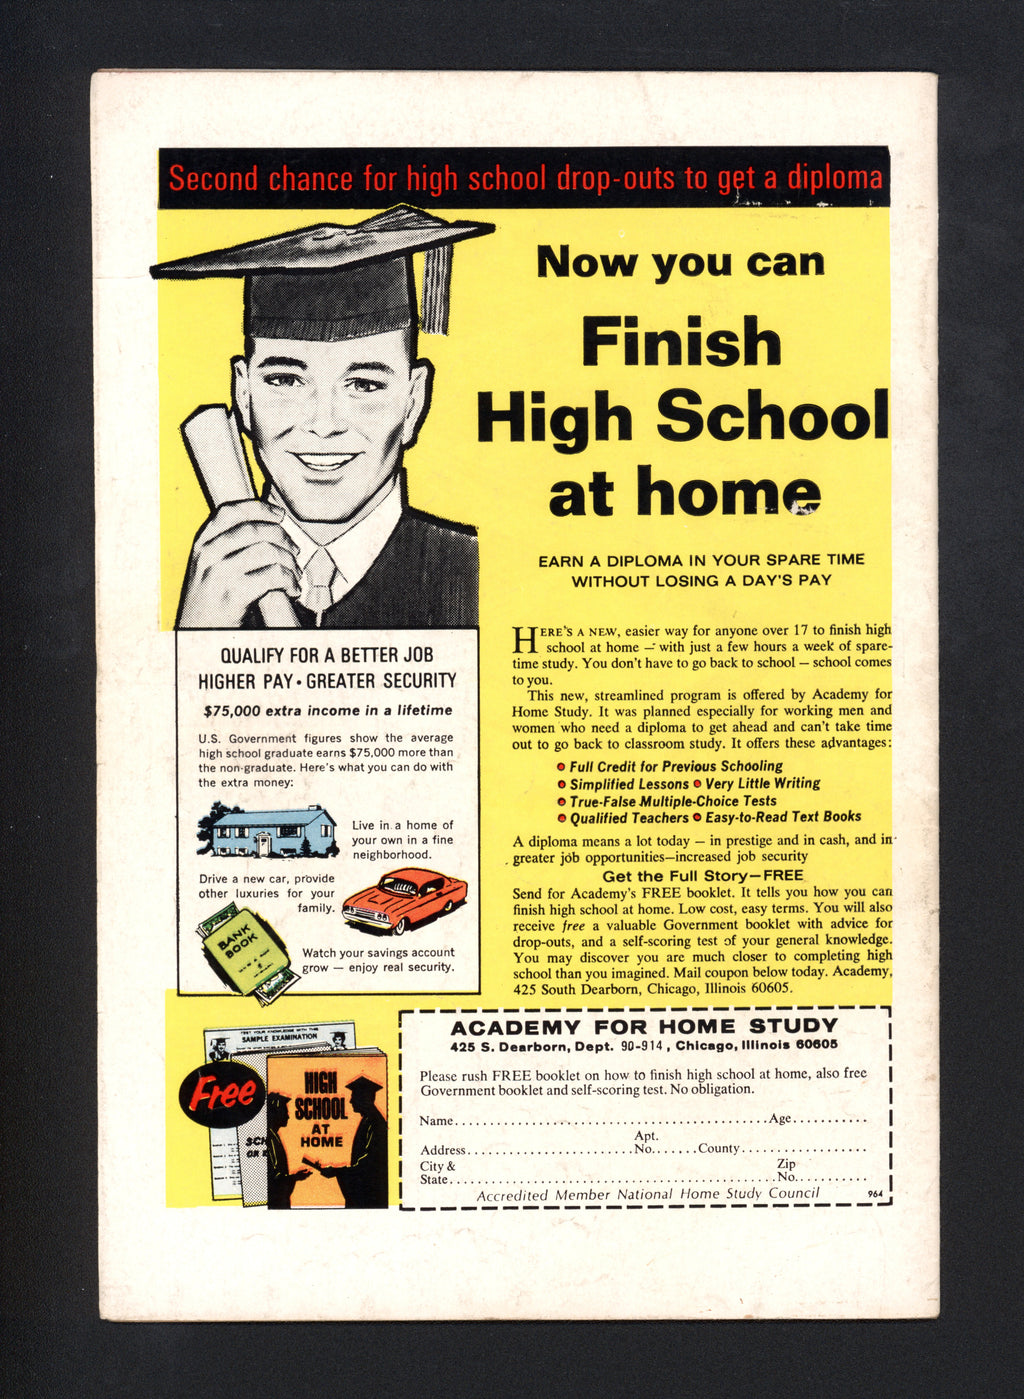 Second chance for high school drop-outs to get a diploma
Now you can
Finish
High School
at home
EARN A DIPLOMA IN YOUR SPARE TIME
WITHOUT LOSING A DAY'S PAY
HERE'S A NEW, easier way for anyone over 17 to finish high
school at home — with just a few hours a week of spare-
time study. You don't have to go back to school — school comes
to you.
This new, streamlined program is offered by Academy for
Home Study. It was planned especially for working men and
women who need a diploma to get ahead and can't take time
out to go back to classroom study. It offers these advantages:
• Full Credit for Previous Schooling
• Simplified Lessons • Very Little Writing
• True-False Multiple-Choice Tests
• Qualified Teachers • Easy-to-Read Text Books
A diploma means a lot today — in prestige and in cash, and in
greater job opportunities—increased job security
Get the Full Story—FREE
Send for Academy's FREE booklet. It tells you how you can
finish high school at home. Low cost, easy terms. You will also
receive free a valuable Government booklet with advice for
drop-outs, and a self-scoring test of your general knowledge.
You may discover you are much closer to completing high
school than you imagined. Mail coupon below today. Academy,
425 South Dearborn, Chicago, Illinois 60605.
QUALIFY FOR A BETTER JOB
HIGHER PAY • GREATER SECURITY
$75,000 extra income in a lifetime
U.S. Government figures show the average
high school graduate earns $75,000 more than
the non-graduate. Here's what you can do with
the extra money:
Live in a home of
your own in a fine
neighborhood.
Drive a new car, provide
other luxuries for your
family.
BANK
BOOK
Watch your savings account
grow — enjoy real security.
TEST YOUR KNOWLEDGE WITH THIS
SAMPLE EXAMINATION
Free
SCH
OR
HIGH
SCHOOL
AT
HOME
ACADEMY FOR HOME STUDY
425 S. Dearborn, Dept. 90-914, Chicago, Illinois 60605
Please rush FREE booklet on how to finish high school at home, also free
Government booklet and self-scoring test. No obligation.
Name.............................................Age...........
Address........................Apt. No.......County..................
City & State...............................................Zip No...........
Accredited Member National Home Study Council 964